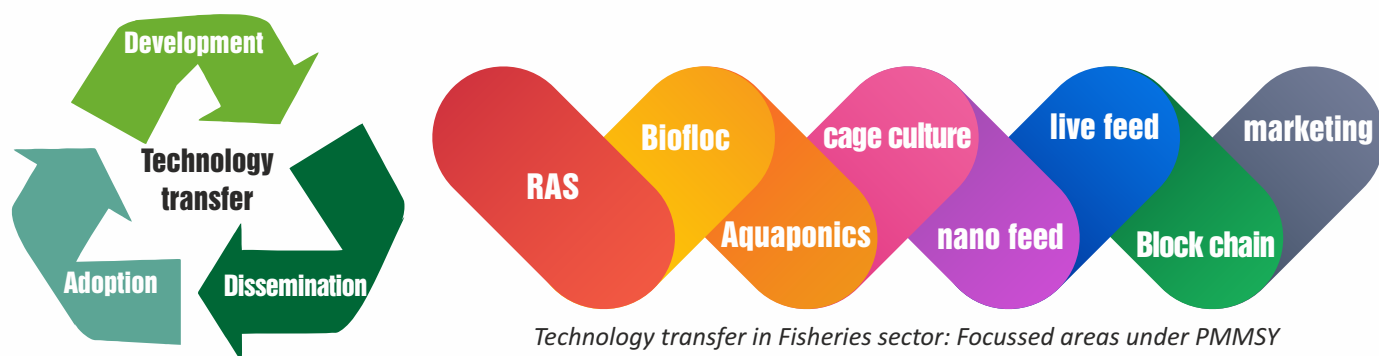 Development
Technology
transfer
Adoption
Dissemination
RAS
Biofloc
Aquaponics
cage culture
nano feed
live feed
Block chain
marketing
Technology transfer in Fisheries sector: Focussed areas under PMMSY